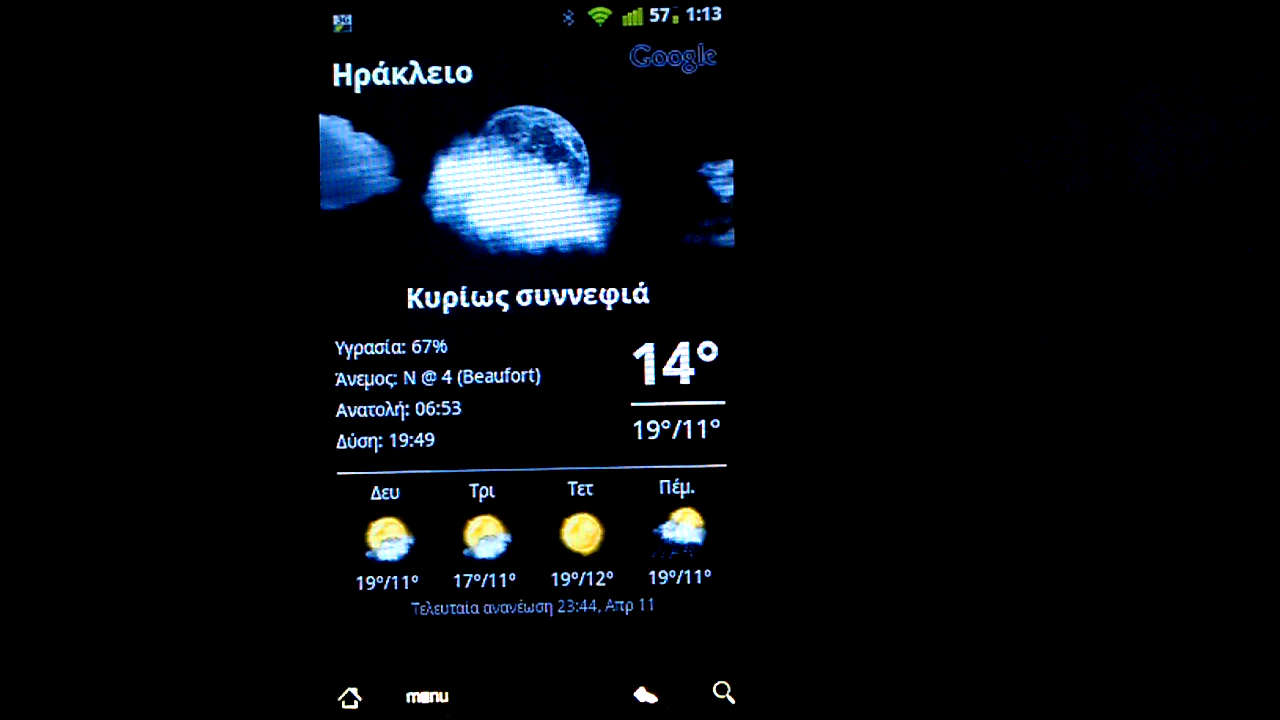 3G
57 1:13
Google
Ηράκλειο
Κυρίως συννεφιά
Υγρασία: 67%
Άνεμος: N @ 4 (Beaufort)
Ανατολή: 06:53
Δύση: 19:49
14°
19°/11°
Δευ Τρι Τετ Πέμ.
19°/11° 17°/11° 19°/12° 19°/11°
Τελευταία ανανέωση 23:44, Απρ 11
menu